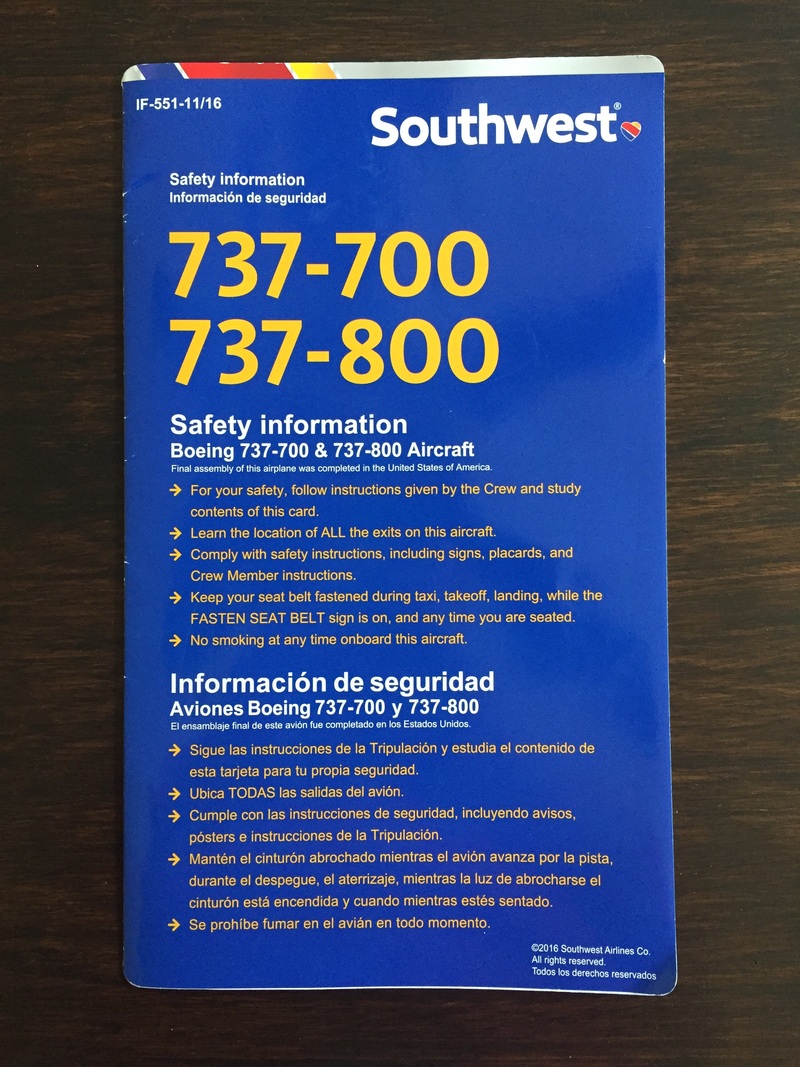 IF-551-11/16
Southwest®
Safety information
Información de seguridad
737-700
737-800
Safety information
Boeing 737-700 & 737-800 Aircraft
Final assembly of this airplane was completed in the United States of America.
→ For your safety, follow instructions given by the Crew and study
contents of this card.
→ Learn the location of ALL the exits on this aircraft.
→ Comply with safety instructions, including signs, placards, and
Crew Member instructions.
→ Keep your seat belt fastened during taxi, takeoff, landing, while the
FASTEN SEAT BELT sign is on, and any time you are seated.
→ No smoking at any time onboard this aircraft.
Información de seguridad
Aviones Boeing 737-700 y 737-800
El ensamblaje final de este avión fue completado en los Estados Unidos.
→ Sigue las instrucciones de la Tripulación y estudia el contenido de
esta tarjeta para tu propia seguridad.
→ Ubica TODAS las salidas del avión.
→ Cumple con las instrucciones de seguridad, incluyendo avisos,
pósters e instrucciones de la Tripulación.
→ Mantén el cinturón abrochado mientras el avión avanza por la pista,
durante el despegue, el aterrizaje, mientras la luz de abrocharse el
cinturón está encendida y cuando mientras estés sentado.
→ Se prohíbe fumar en el avián en todo momento.
©2016 Southwest Airlines Co.
All rights reserved.
Todos los derechos reservados